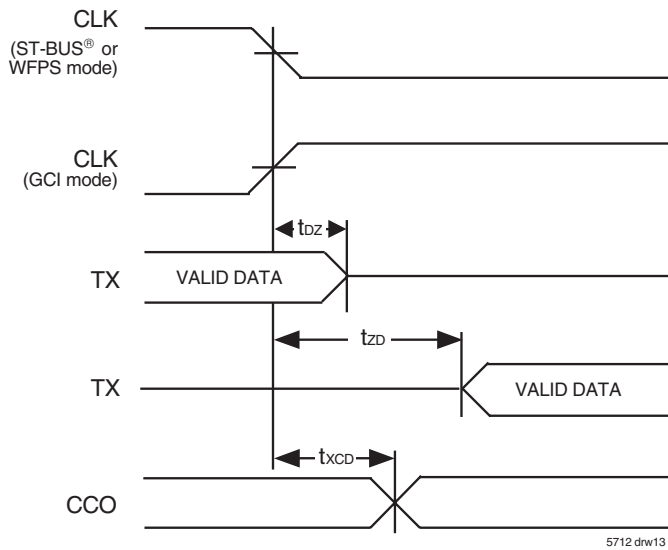 CLK
(ST-BUS® or
WFPS mode)
CLK
(GCI mode)
tDZ
TX
VALID DATA
tZD
TX
VALID DATA
tXCD
CCO
5712 drw13